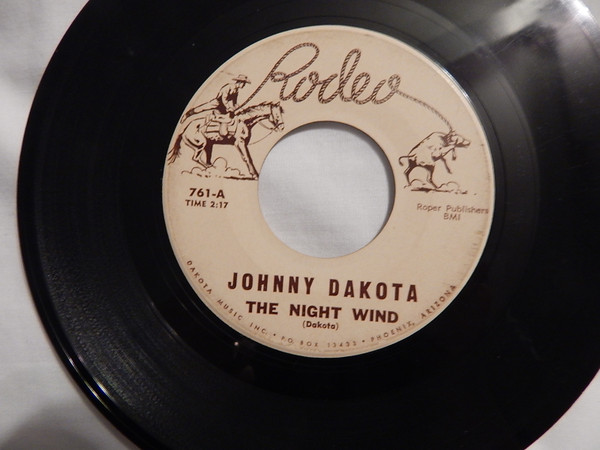 Rodeo
761-A
TIME 2:17
Roper Publishers
BMI
JOHNNY DAKOTA
THE NIGHT WIND
(Dakota)
DAKOTA MUSIC INC. • PO BOX 13433 • PHOENIX, ARIZONA